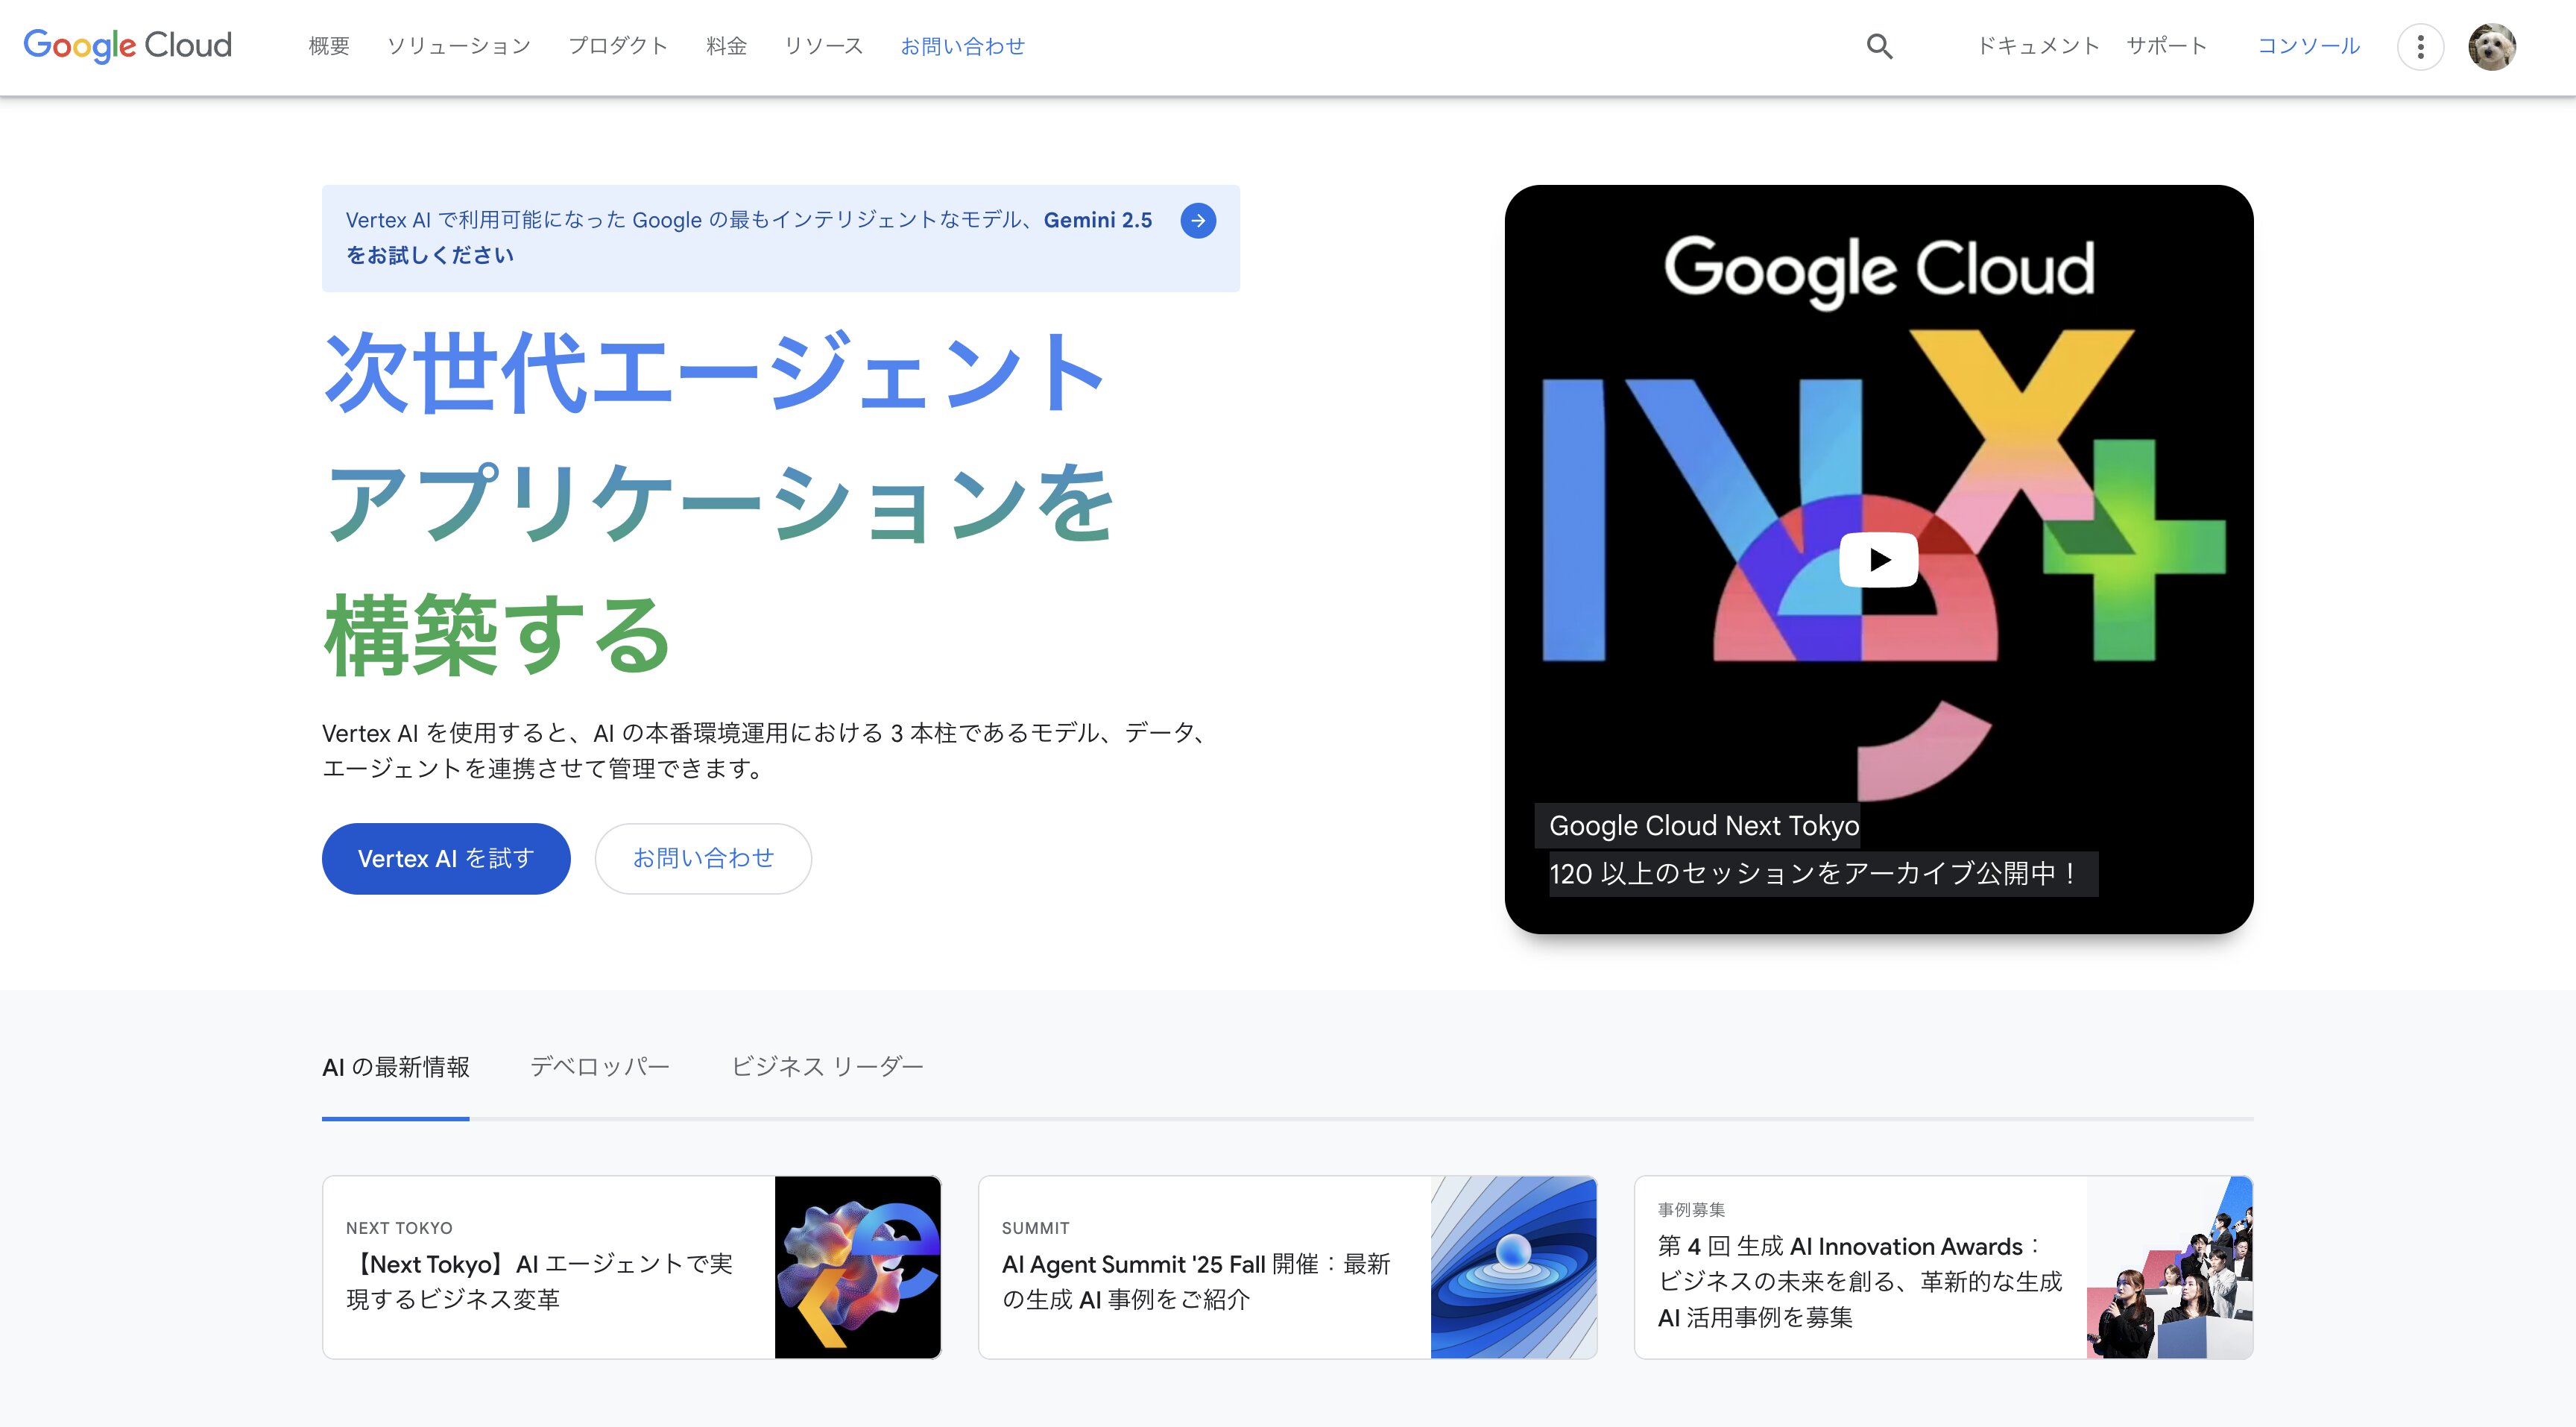 Google Cloud
概要 ソリューション プロダクト 料金 リソース お問い合わせ ドキュメント サポート コンソール
Vertex AI で利用可能になった Google の最もインテリジェントなモデル、Gemini 2.5
をお試しください
次世代エージェント
アプリケーションを
構築する
Vertex AI を使用すると、AI の本番環境運用における 3 本柱であるモデル、データ、
エージェントを連携させて管理できます。
Vertex AI を試す お問い合わせ
Google Cloud
Next
Google Cloud Next Tokyo
120 以上のセッションをアーカイブ公開中！
AI の最新情報 デベロッパー ビジネス リーダー
NEXT TOKYO
【Next Tokyo】AI エージェントで実
現するビジネス変革
SUMMIT
AI Agent Summit '25 Fall 開催：最新
の生成 AI 事例をご紹介
事例募集
第 4 回 生成 AI Innovation Awards：
ビジネスの未来を創る、革新的な生成
AI 活用事例を募集